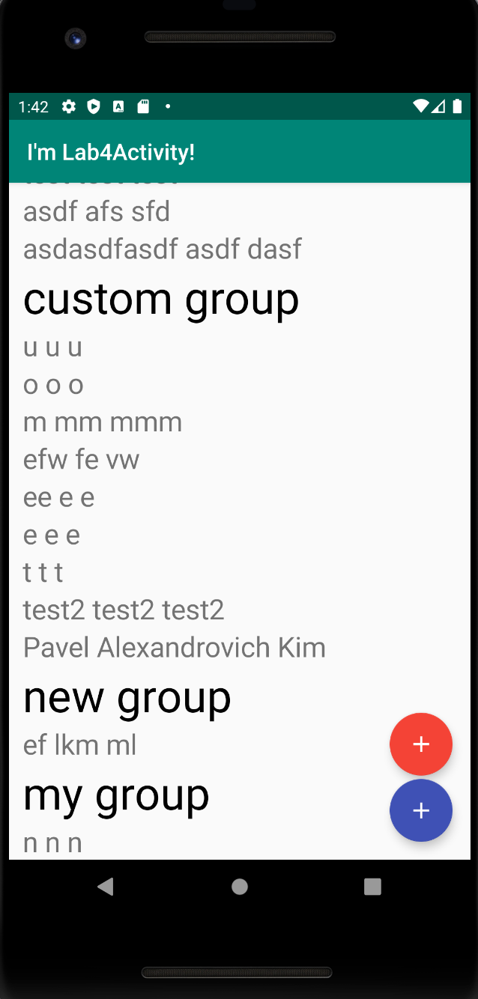 1:42
I'm Lab4Activity!
asdf afs sfd
asdasdfasdf asdf dasf
custom group
u u u
o o o
m mm mmm
efw fe vw
ee e e
e e e
t t t
test2 test2 test2
Pavel Alexandrovich Kim
new group
ef lkm ml
+
my group
+
n n n